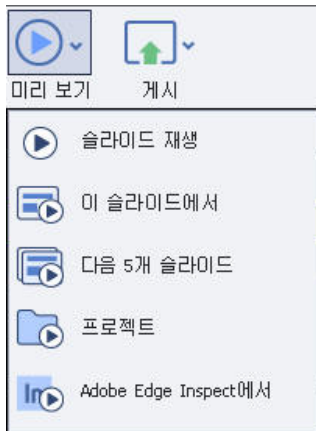 미리 보기
게시
슬라이드 재생
이 슬라이드에서
다음 5개 슬라이드
프로젝트
In
Adobe Edge Inspect에서